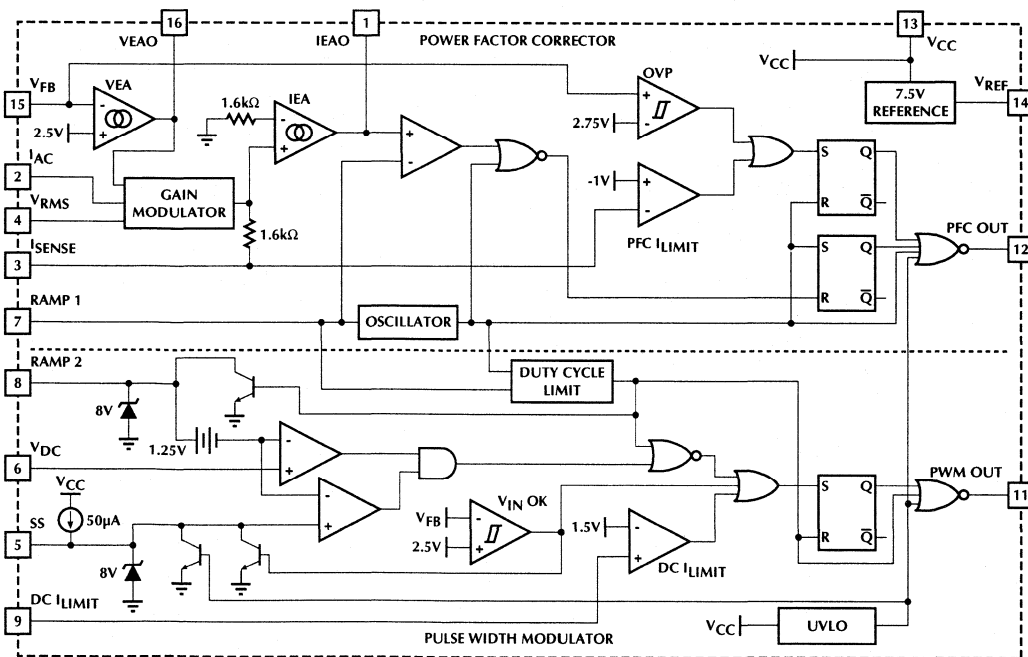 16
1
13
VEAO
IEAO
POWER FACTOR CORRECTOR
VCC
VCC
VFB
15
VEA
-
+
2.5V
1.6kΩ
IEA
-
+
+
-
OVP
+
-
2.75V
7.5V
REFERENCE
VREF
14
IAC
2
VRMS
4
GAIN
MODULATOR
1.6kΩ
-1V
+
-
PFC ILIMIT
S Q
R Q̅
S Q
R Q̅
PFC OUT
12
ISENSE
3
RAMP 1
7
OSCILLATOR
RAMP 2
8
DUTY CYCLE
LIMIT
8V
1.25V
-
+
-
+
VDC
6
VCC
50μA
SS
5
8V
VIN OK
VFB
-
2.5V
+
1.5V
-
+
DC ILIMIT
S Q
R Q̅
PWM OUT
11
DC ILIMIT
9
VCC
UVLO
PULSE WIDTH MODULATOR